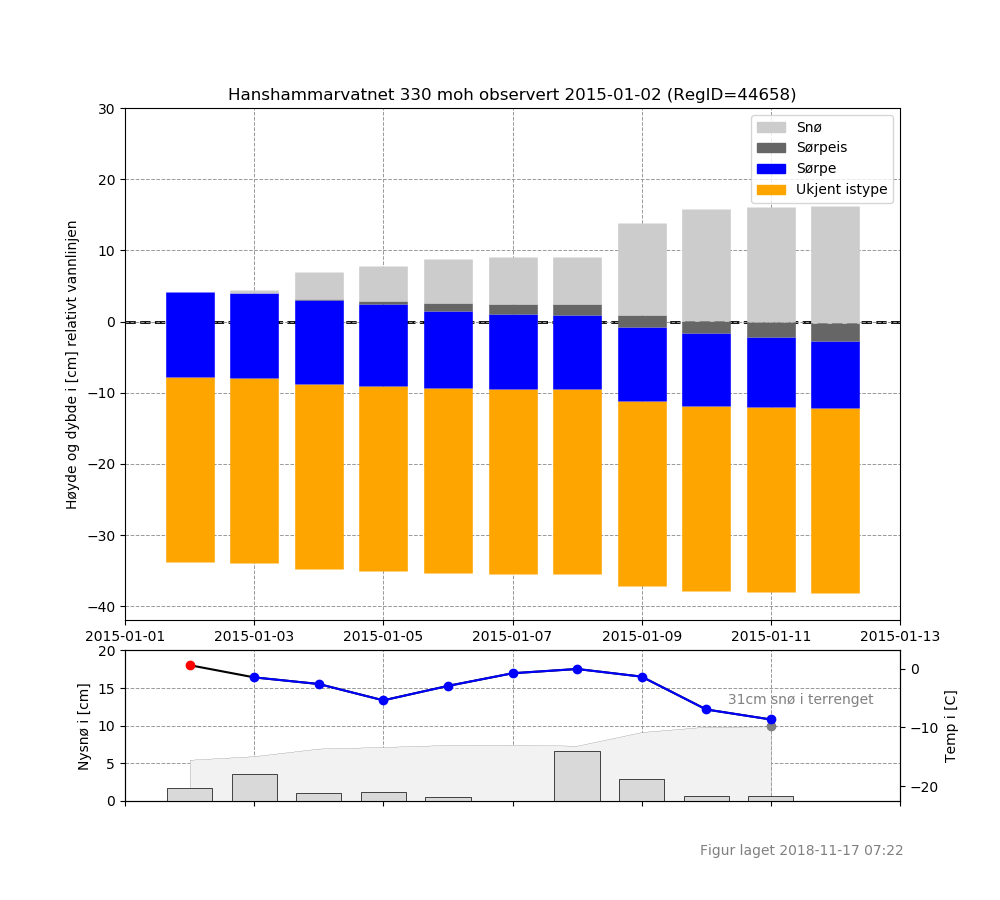 Hanshammarvatnet 330 moh observert 2015-01-02 (RegID=44658)
Høyde og dybde i [cm] relativt vannlinjen
30
20
10
0
−10
−20
−30
−40
Snø
Sørpeis
Sørpe
Ukjent istype
2015-01-01
2015-01-03
2015-01-05
2015-01-07
2015-01-09
2015-01-11
2015-01-13
Nysnø i [cm]
20
15
10
5
0
31cm snø i terrenget
0
−10
−20
Temp i [C]
Figur laget 2018-11-17 07:22